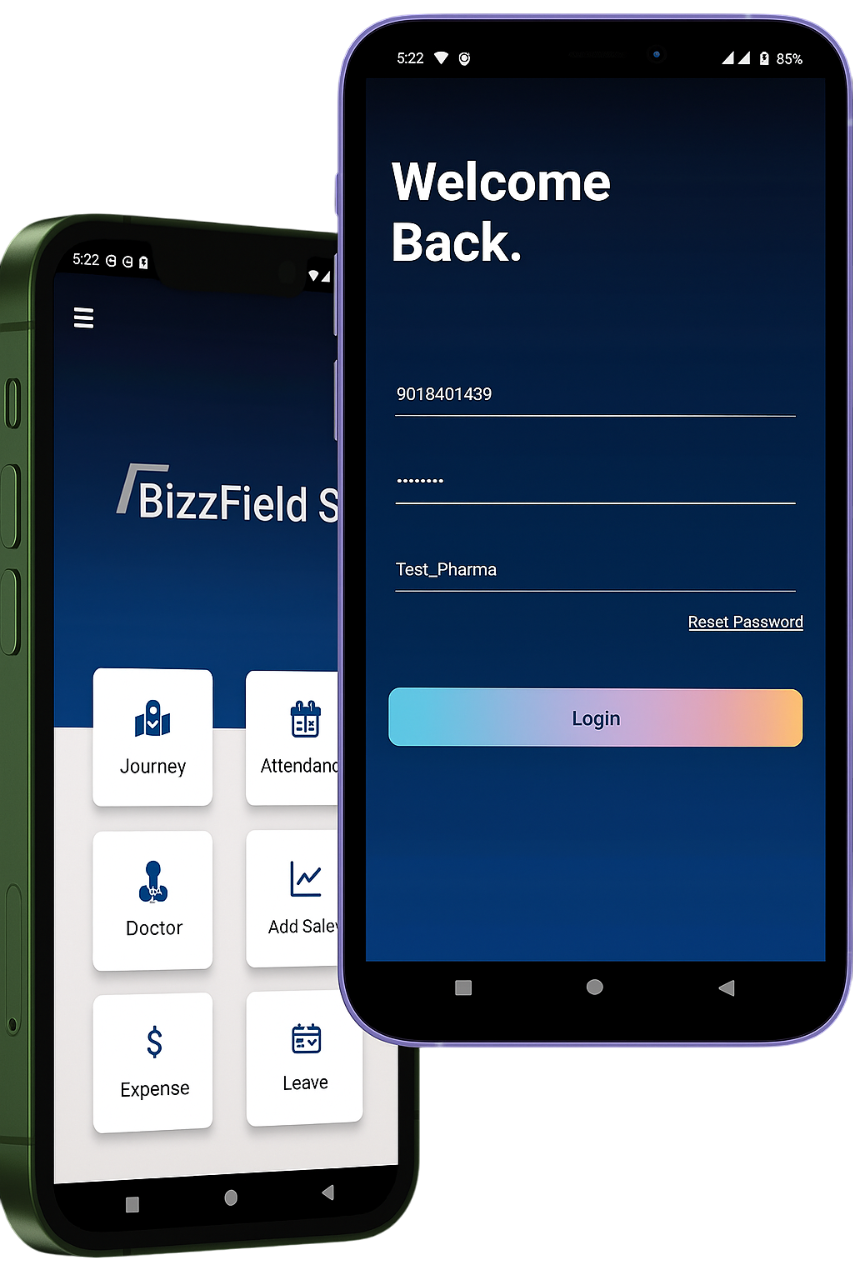 5:22
85%
Welcome
Back.
9018401439
••••••••
Test_Pharma
Reset Password
Login
5:22
BizzField S
Journey
Attendanc
Doctor
Add Sale
$
Expense
Leave